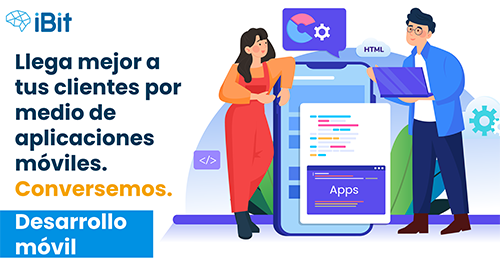 iBit
Llega mejor a
tus clientes por
medio de
aplicaciones
móviles.
Conversemos.
Desarrollo
móvil
HTML
</>
Apps